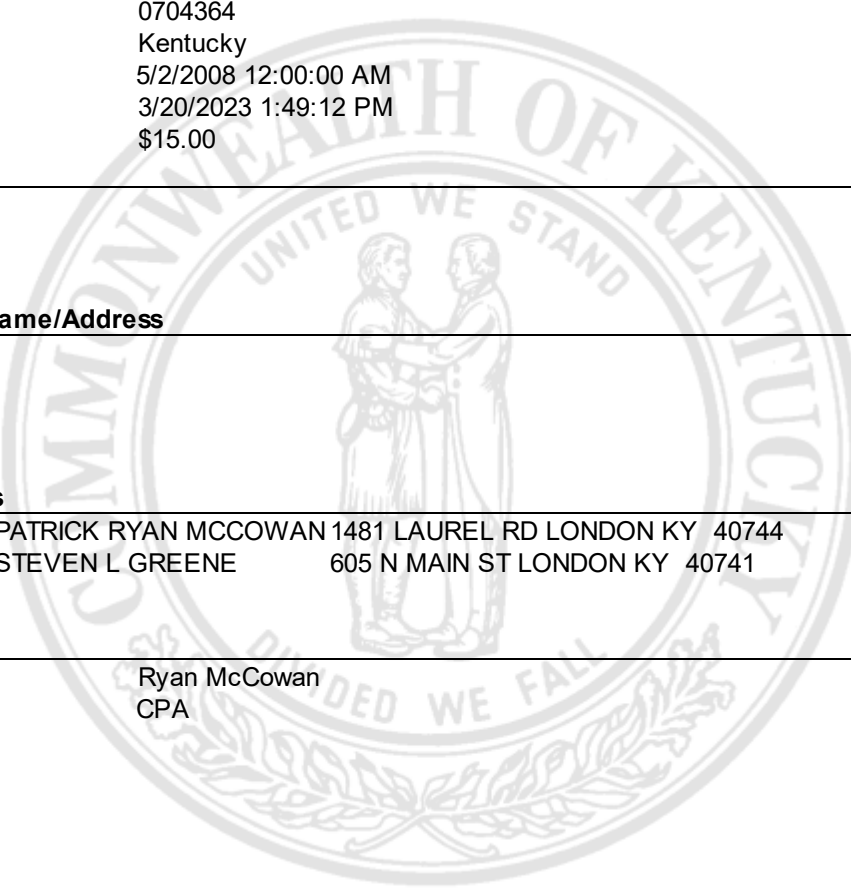 0704364
Kentucky
5/2/2008 12:00:00 AM
3/20/2023 1:49:12 PM
$15.00
COMMONWEALTH OF KENTUCKY
UNITED WE STAND
ame/Address
s
PATRICK RYAN MCCOWAN 1481 LAUREL RD LONDON KY 40744
STEVEN L GREENE 605 N MAIN ST LONDON KY 40741
Ryan McCowan
CPA
DIVIDED WE FALL